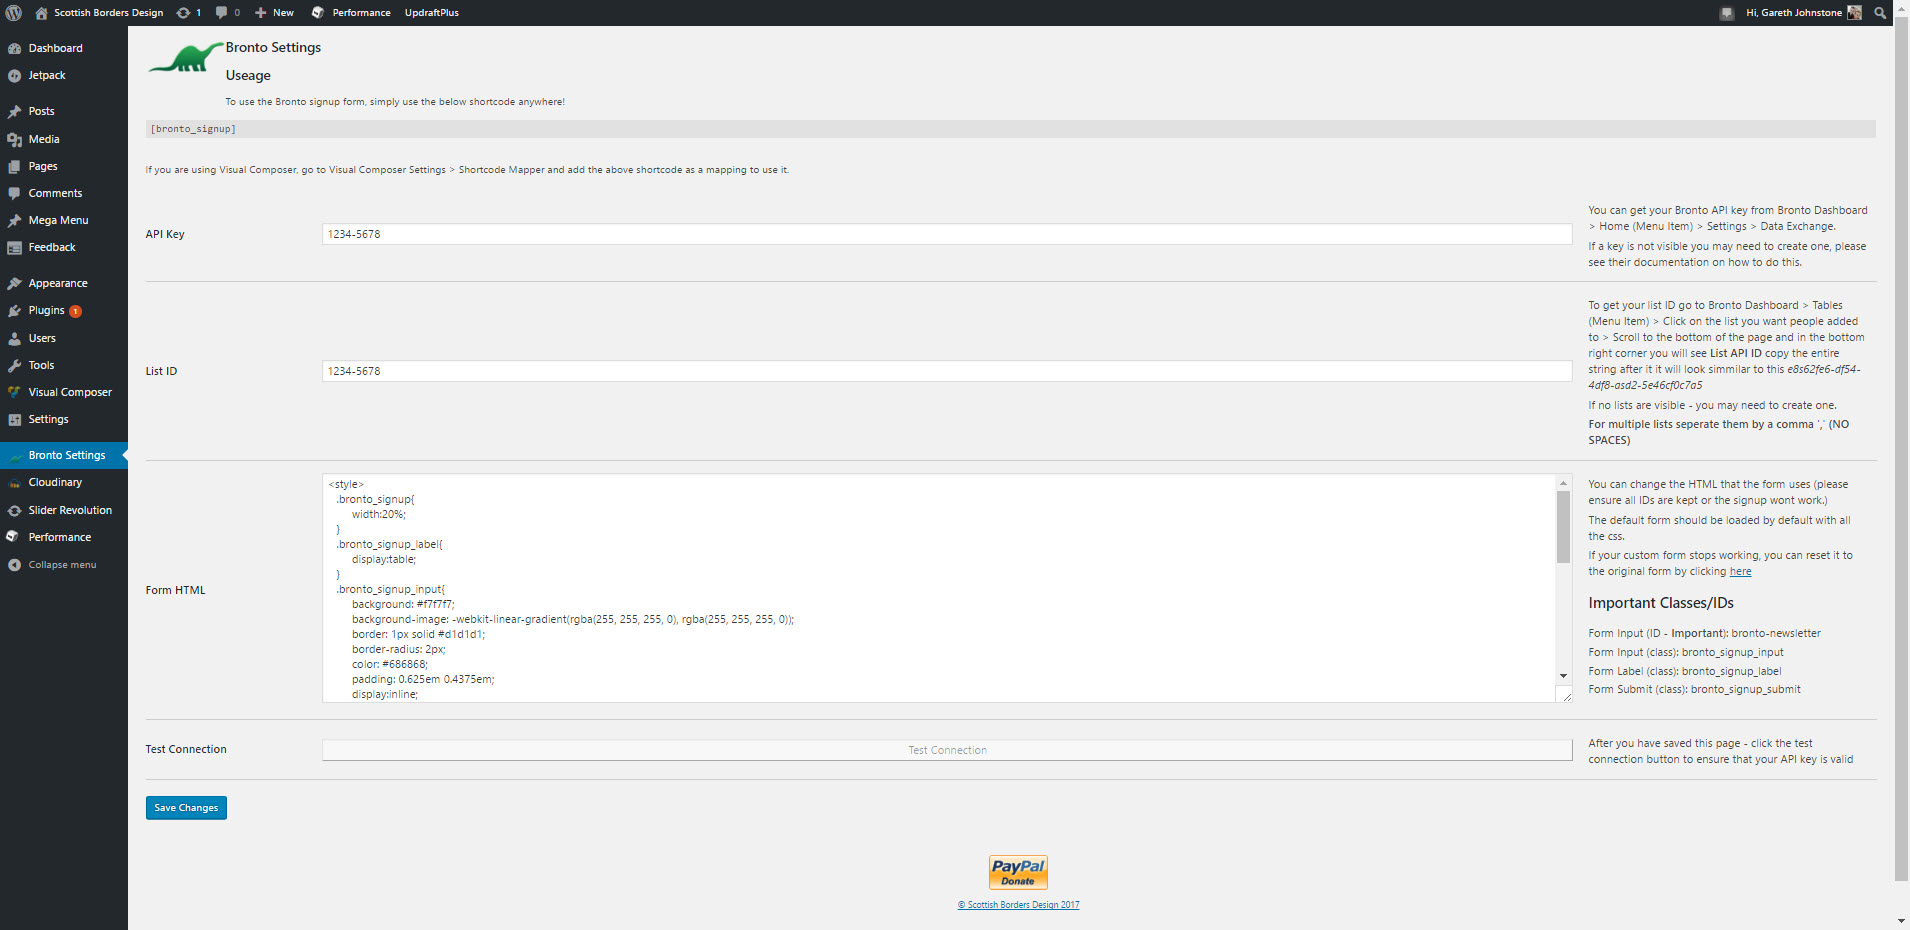 Scottish Borders Design 1 0 New Performance UpdraftPlus Hi, Gareth Johnstone
Dashboard
Jetpack
Posts
Media
Pages
Comments
Mega Menu
Feedback
Appearance
Plugins 1
Users
Tools
Visual Composer
Settings
Bronto Settings
Cloudinary
Slider Revolution
Performance
Collapse menu
Bronto Settings
Useage
To use the Bronto signup form, simply use the below shortcode anywhere!
[bronto_signup]
If you are using Visual Composer, go to Visual Composer Settings > Shortcode Mapper and add the above shortcode as a mapping to use it.
API Key
1234-5678
You can get your Bronto API key from Bronto Dashboard
> Home (Menu Item) > Settings > Data Exchange.
If a key is not visible you may need to create one, please
see their documentation on how to do this.
List ID
1234-5678
To get your list ID go to Bronto Dashboard > Tables
(Menu Item) > Click on the list you want people added
to > Scroll to the bottom of the page and in the bottom
right corner you will see List API ID copy the entire
string after it it will look simmilar to this e8s62fe6-df54-
4df8-asd2-5e46cf0c7a5
If no lists are visible - you may need to create one.
For multiple lists seperate them by a comma ',' (NO
SPACES)
Form HTML
<style>
.bronto_signup{
width:20%;
}
.bronto_signup_label{
display:table;
}
.bronto_signup_input{
background: #f7f7f7;
background-image: -webkit-linear-gradient(rgba(255, 255, 255, 0), rgba(255, 255, 255, 0));
border: 1px solid #d1d1d1;
border-radius: 2px;
color: #686868;
padding: 0.625em 0.4375em;
display:inline;
You can change the HTML that the form uses (please
ensure all IDs are kept or the signup wont work.)
The default form should be loaded by default with all
the css.
If your custom form stops working, you can reset it to
the original form by clicking here
Important Classes/IDs
Form Input (ID - Important): bronto-newsletter
Form Input (class): bronto_signup_input
Form Label (class): bronto_signup_label
Form Submit (class): bronto_signup_submit
Test Connection
Test Connection
After you have saved this page - click the test
connection button to ensure that your API key is valid
Save Changes
PayPal
Donate
© Scottish Borders Design 2017